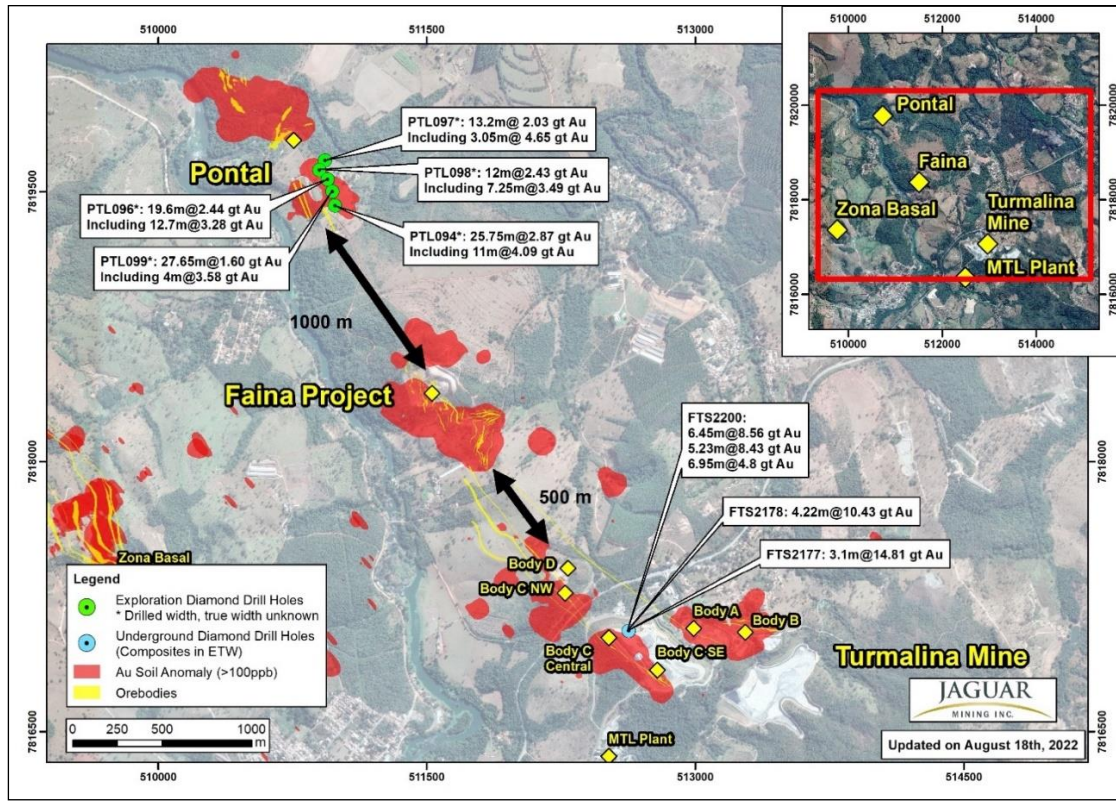 510000
511500
513000
510000
512000
514000
7820000
7818000
7816000
7820000
7818000
7816000
Pontal
Faina
Zona Basal
Turmalina
Mine
MTL Plant
510000
512000
514000
PTL097*: 13.2m@ 2.03 gt Au
Including 3.05m@ 4.65 gt Au
PTL098*: 12m@2.43 gt Au
Including 7.25m@3.49 gt Au
Pontal
7819500
PTL096*: 19.6m@2.44 gt Au
Including 12.7m@3.28 gt Au
PTL094*: 25.75m@2.87 gt Au
Including 11m@4.09 gt Au
PTL099*: 27.65m@1.60 gt Au
Including 4m@3.58 gt Au
1000 m
Faina Project
FTS2200:
6.45m@8.56 gt Au
5.23m@8.43 gt Au
6.95m@4.8 gt Au
7818000
7818000
500 m
FTS2178: 4.22m@10.43 gt Au
FTS2177: 3.1m@14.81 gt Au
Zona Basal
Body D
Body C NW
Body A
Body B
Body C
Central
Body C SE
Turmalina Mine
Legend
Exploration Diamond Drill Holes
* Drilled width, true width unknown
Underground Diamond Drill Holes
(Composites in ETW)
Au Soil Anomaly (>100ppb)
Orebodies
0 250 500 1000
m
JAGUAR
MINING INC.
MTL Plant
Updated on August 18th, 2022
7816500
7816500
510000
511500
513000
514500